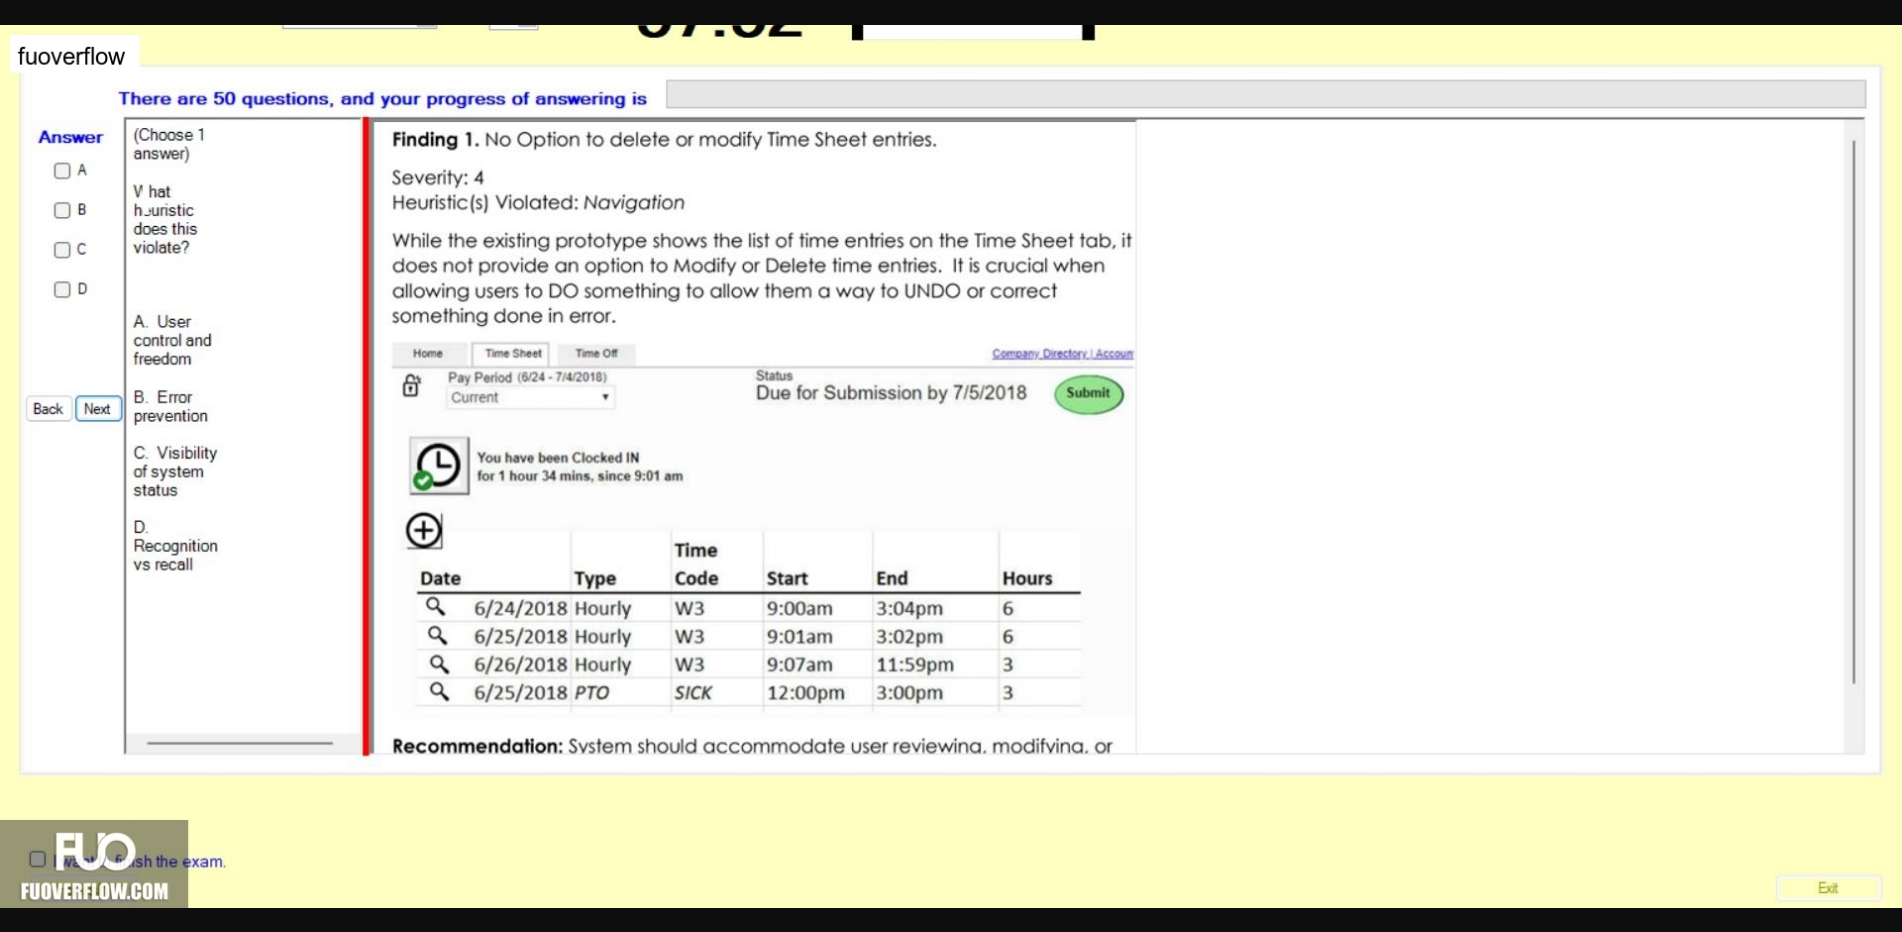 fuoverflow
There are 50 questions, and your progress of answering is
Answer
A
B
C
D
Back
Next
(Choose 1
answer)
hat
does this
violate?
A. User
control and
freedom
B. Error
prevention
C. Visibility
of system
status
D.
Recognition
vs recall
Finding 1. No Option to delete or modify Time Sheet entries.
Severity: 4
Heuristic(s) Violated: Navigation
While the existing prototype shows the list of time entries on the Time Sheet tab, it
does not provide an option to Modify or Delete time entries. It is crucial when
allowing users to DO something to allow them a way to UNDO or correct
something done in error.
Home Time Sheet Time Off Company Directory | Accoun
Pay Period (6/24 - 7/4/2018)
Current
Status
Due for Submission by 7/5/2018
Submit
You have been Clocked IN
for 1 hour 34 mins, since 9:01 am
Time
Date Type Code Start End Hours
6/24/2018 Hourly W3 9:00am 3:04pm 6
6/25/2018 Hourly W3 9:01am 3:02pm 6
6/26/2018 Hourly W3 9:07am 11:59pm 3
6/25/2018 PTO SICK 12:00pm 3:00pm 3
Recommendation: System should accommodate user reviewing, modifying, or
FUO
FUOVERFLOW.COM
the exam.
Exit